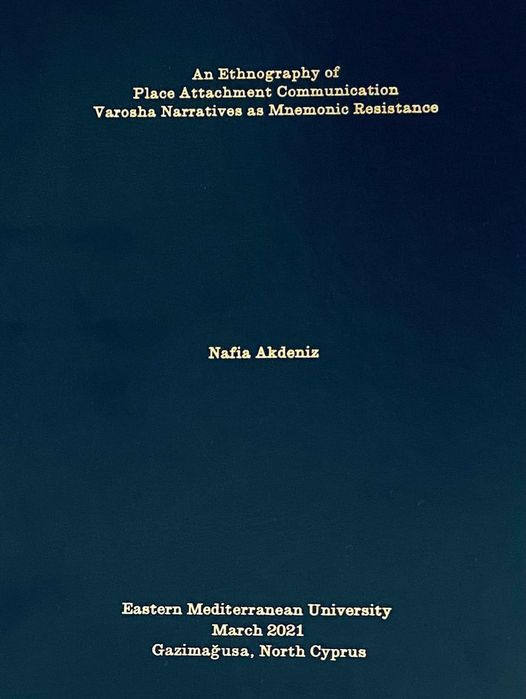 An Ethnography of
Place Attachment Communication
Varosha Narratives as Mnemonic Resistance
Nafia Akdeniz
Eastern Mediterranean University
March 2021
Gazimağusa, North Cyprus